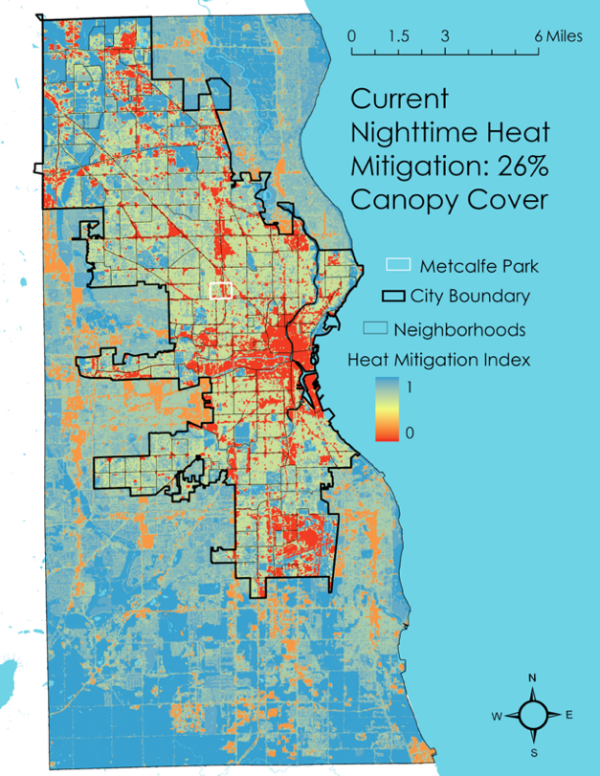 0 1.5 3 6 Miles
Current
Nighttime Heat
Mitigation: 26%
Canopy Cover
Metcalfe Park
City Boundary
Neighborhoods
Heat Mitigation Index
1
0
N
W E
S